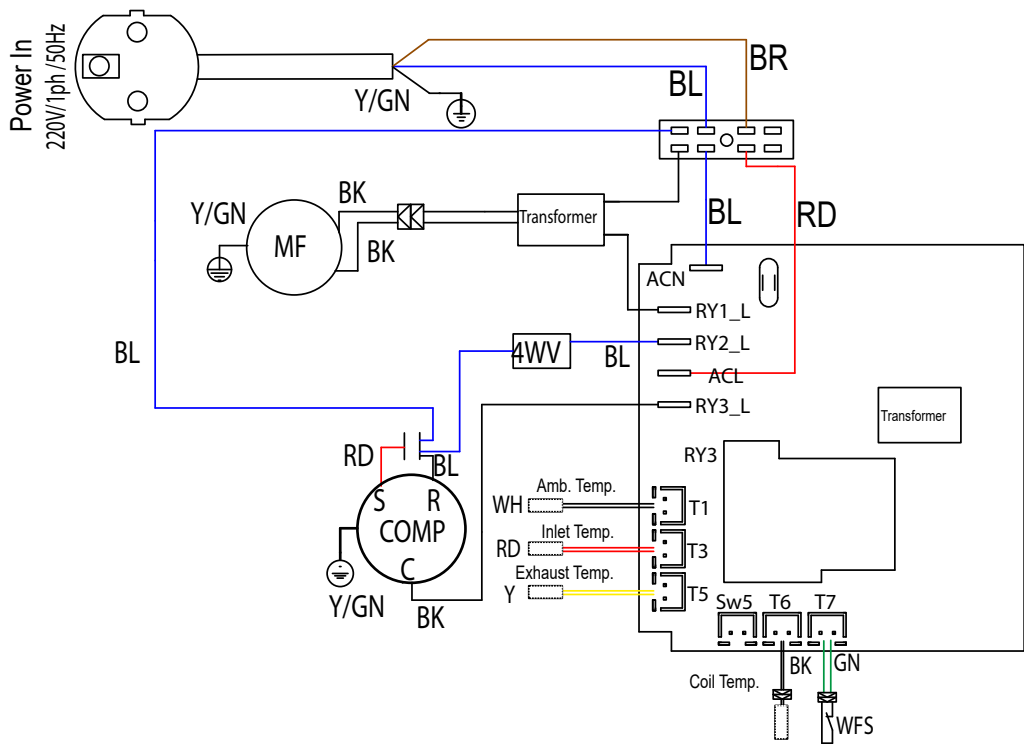 Power In
220V/1ph /50Hz
BR
BL
Y/GN
BK
Y/GN
Transformer
BL
RD
MF
BK
ACN
RY1_L
BL
4WV
BL
RY2_L
ACL
RY3_L
Transformer
RD
BL
RY3
S
R
Amb. Temp.
WH
T1
COMP
Inlet Temp.
RD
T3
C
Exhaust Temp.
Y
T5
Y/GN
BK
Sw5
T6
T7
BK
GN
Coil Temp.
WFS